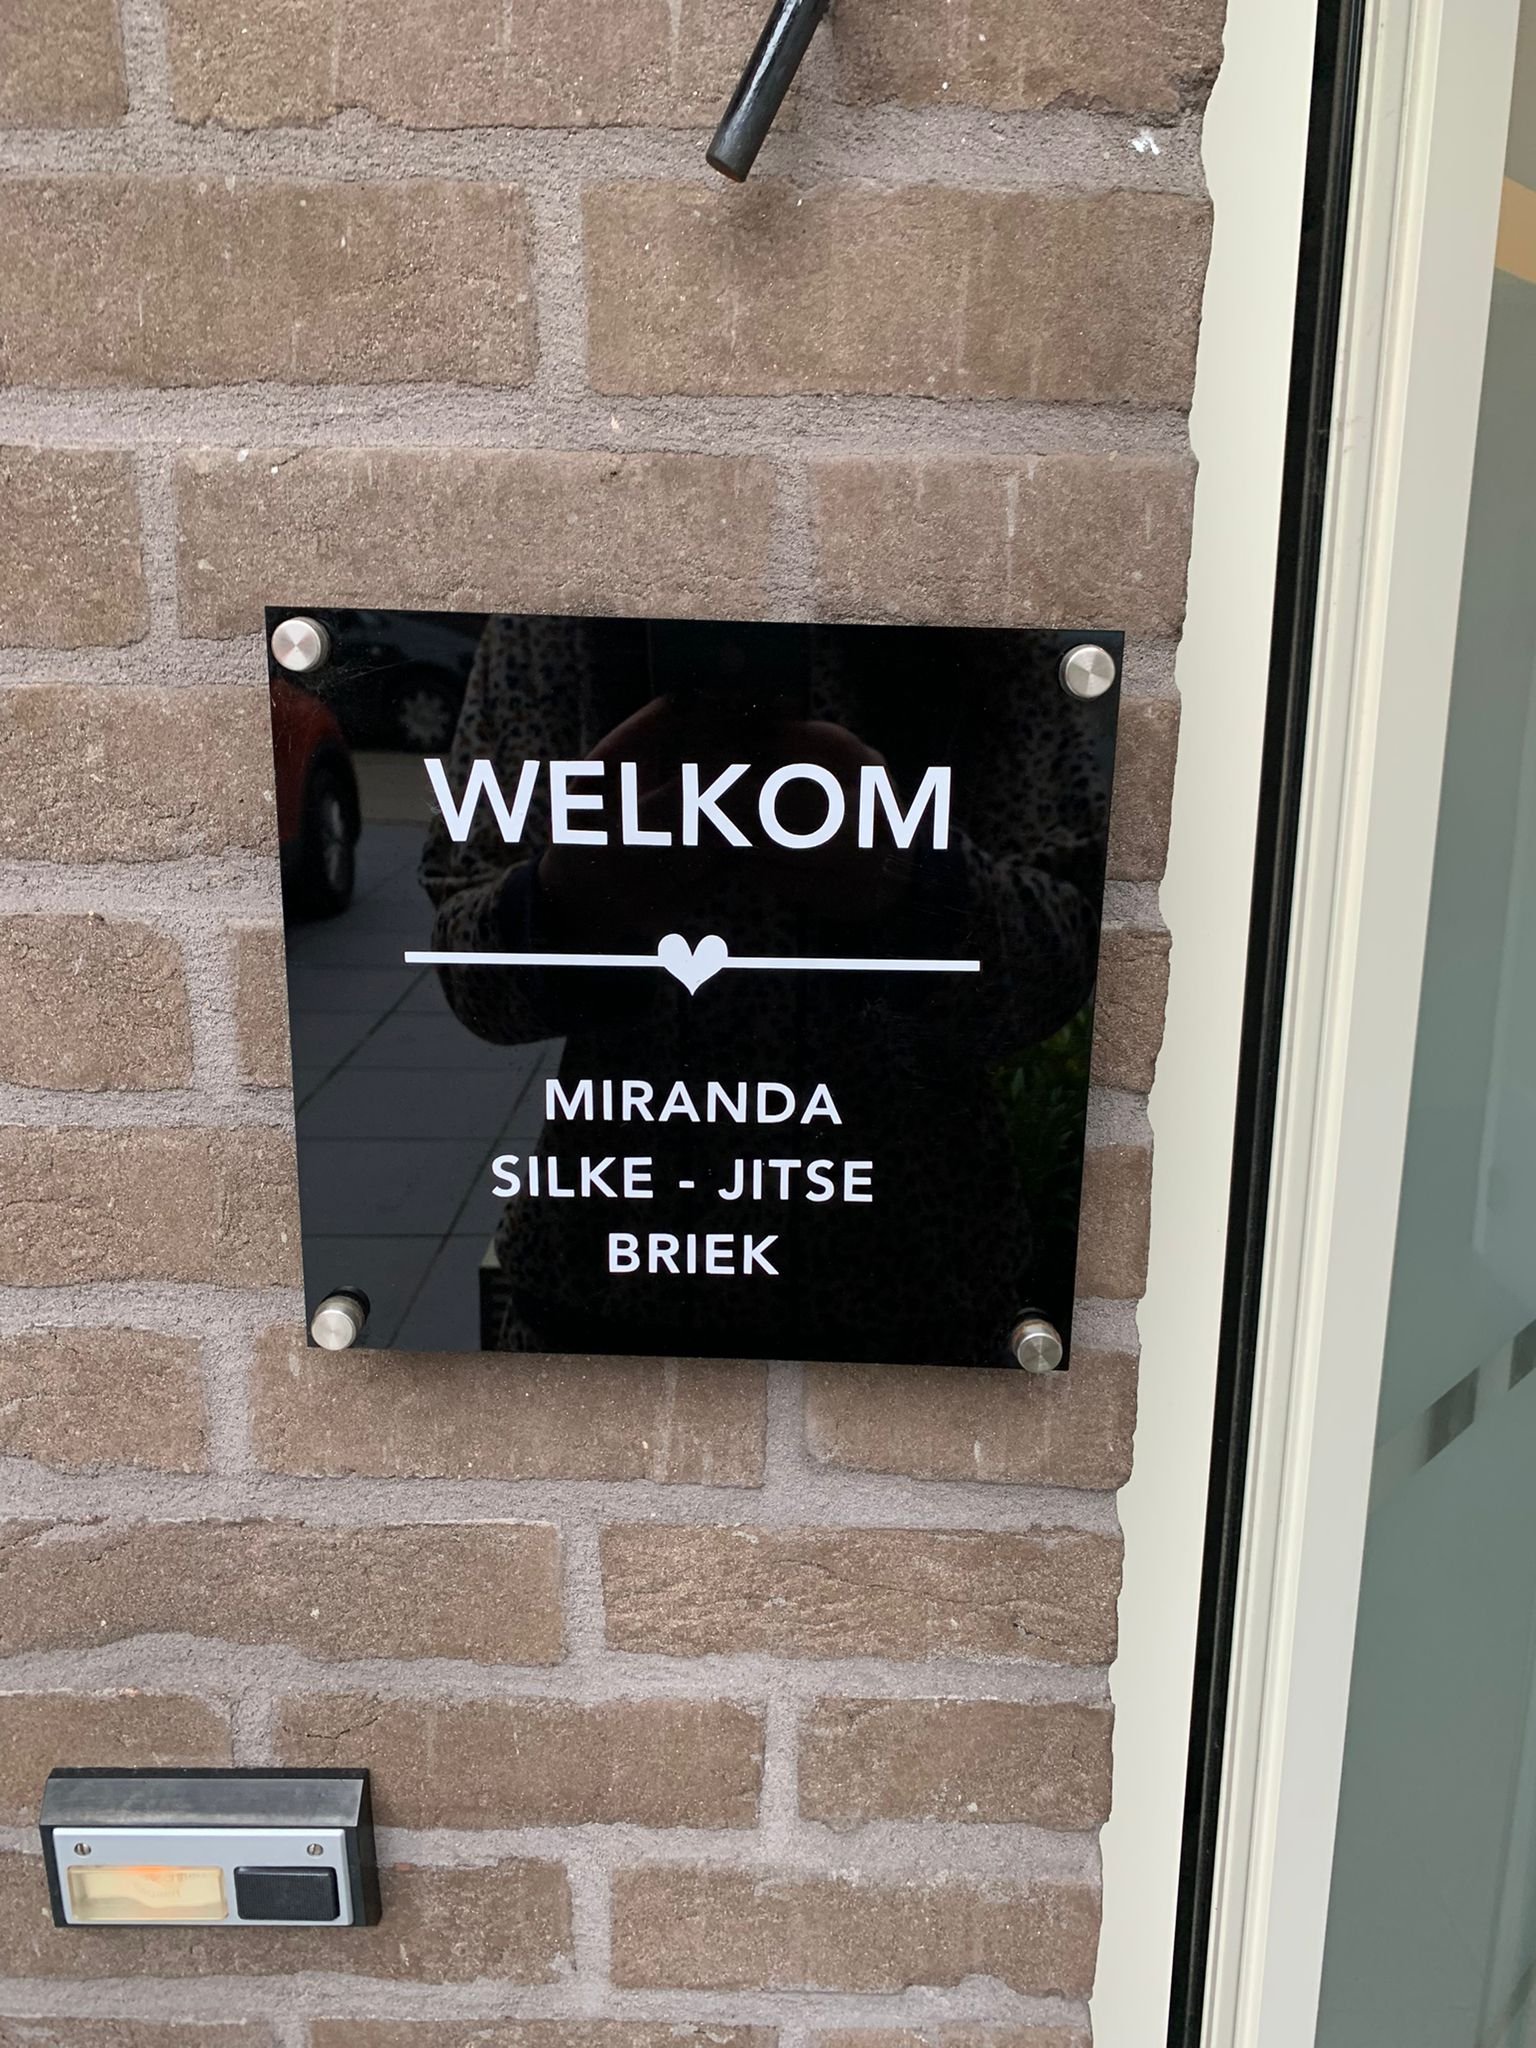 WELKOM
MIRANDA
SILKE - JITSE
BRIEK